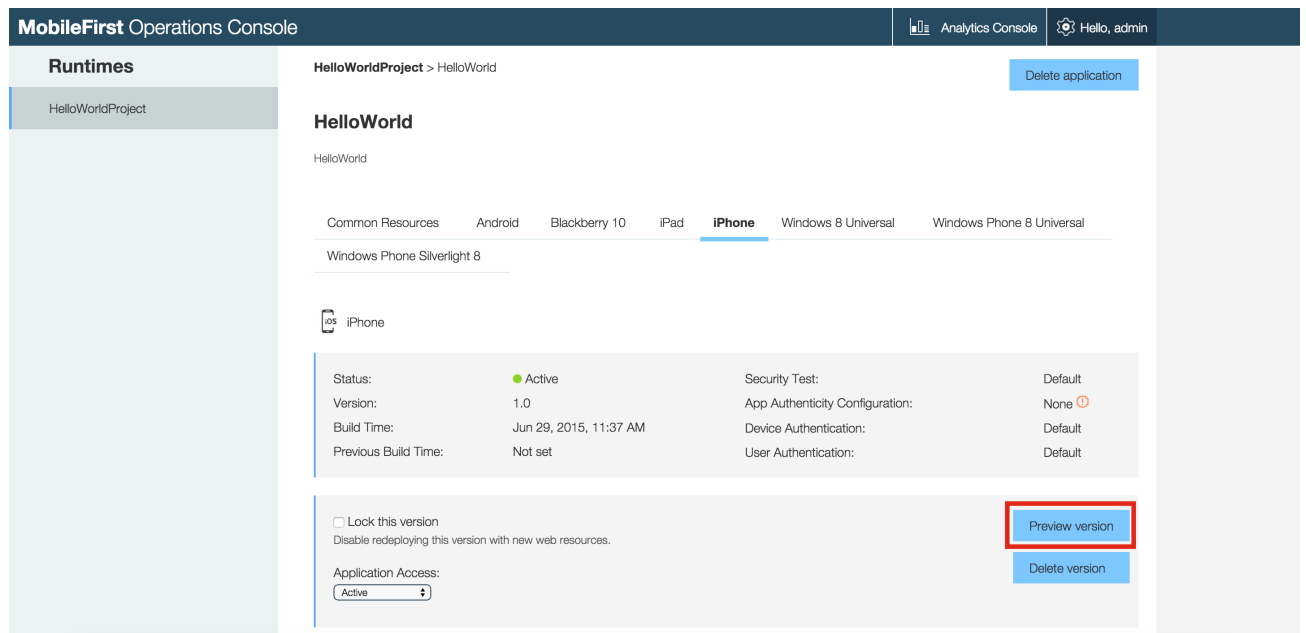 MobileFirst Operations Console
Analytics Console
Hello, admin
Runtimes
HelloWorldProject
HelloWorldProject > HelloWorld
Delete application
HelloWorld
HelloWorld
Common Resources Android Blackberry 10 iPad iPhone Windows 8 Universal Windows Phone 8 Universal
Windows Phone Silverlight 8
iOS iPhone
Status: Active Security Test: Default
Version: 1.0 App Authenticity Configuration: None
Build Time: Jun 29, 2015, 11:37 AM Device Authentication: Default
Previous Build Time: Not set User Authentication: Default
Lock this version
Disable redeploying this version with new web resources.
Preview version
Delete version
Application Access:
Active